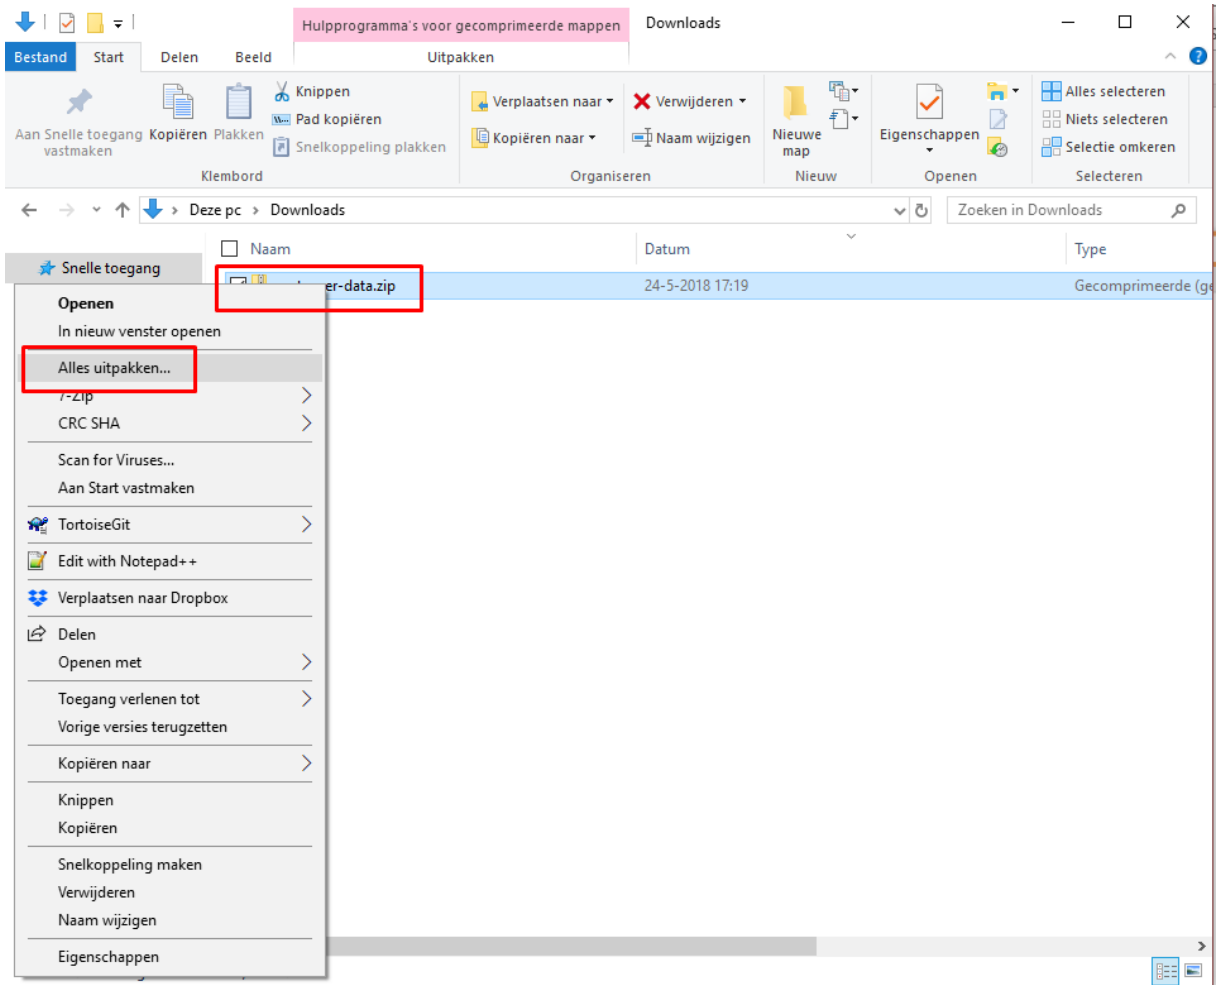 Hulpprogramma's voor gecomprimeerde mappen
Downloads
Bestand
Start
Delen
Beeld
Uitpakken
Aan Snelle toegang
vastmaken
Kopiëren
Plakken
Knippen
Pad kopiëren
Snelkoppeling plakken
Klembord
Verplaatsen naar
Kopiëren naar
Verwijderen
Naam wijzigen
Organiseren
Nieuwe
map
Nieuw
Eigenschappen
Openen
Alles selecteren
Niets selecteren
Selectie omkeren
Selecteren
Deze pc > Downloads
Zoeken in Downloads
Naam
Datum
Type
Snelle toegang
er-data.zip
24-5-2018 17:19
Gecomprimeerde (ge
Openen
In nieuw venster openen
Alles uitpakken...
7-Zip
CRC SHA
Scan for Viruses...
Aan Start vastmaken
TortoiseGit
Edit with Notepad++
Verplaatsen naar Dropbox
Delen
Openen met
Toegang verlenen tot
Vorige versies terugzetten
Kopiëren naar
Knippen
Kopiëren
Snelkoppeling maken
Verwijderen
Naam wijzigen
Eigenschappen